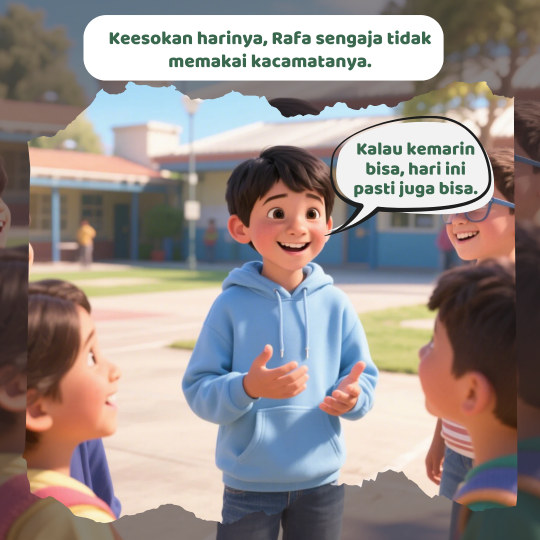 Keesokan harinya, Rafa sengaja tidak
memakai kacamatanya.
Kalau kemarin
bisa, hari ini
pasti juga bisa.